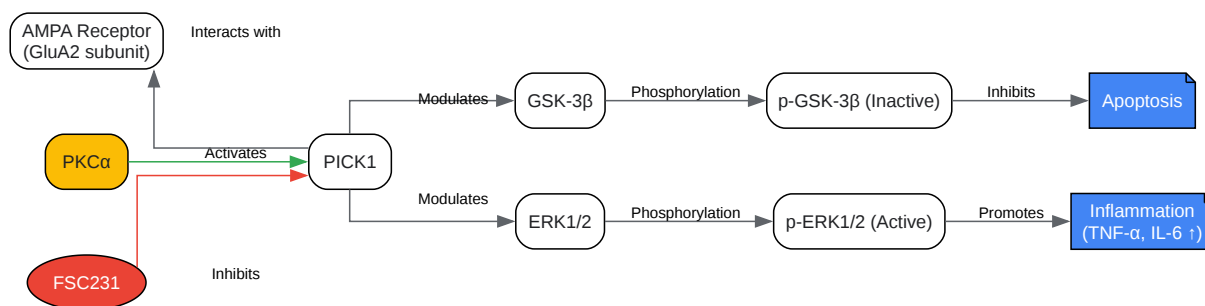 AMPA Receptor
(GluA2 subunit)
Interacts with
Modulates
GSK-3β
Phosphorylation
p-GSK-3β (Inactive)
Inhibits
Apoptosis
PKCα
Activates
PICK1
Modulates
ERK1/2
Phosphorylation
p-ERK1/2 (Active)
Promotes
Inflammation
(TNF-α, IL-6 ↑)
FSC231
Inhibits